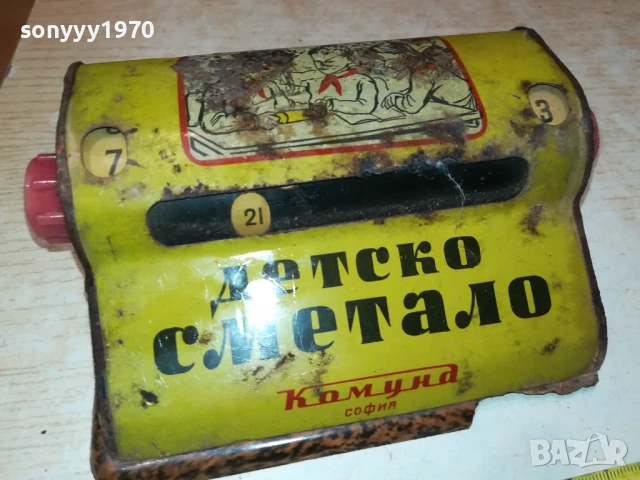 sonyyy1970
7
3
21
детско
сметало
Комуна
СОФИЯ
BAZAR